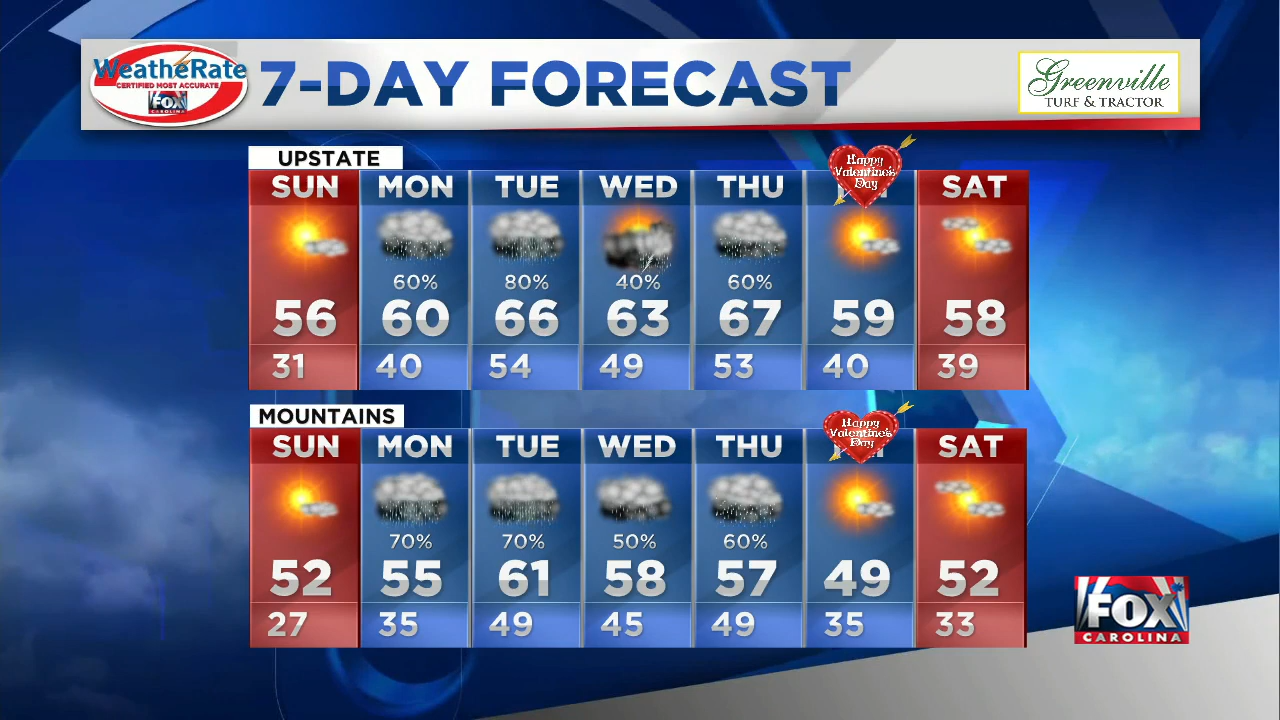 WeatheRate
CERTIFIED MOST ACCURATE
FOX
CAROLINA
7-DAY FORECAST
Greenville
TURF & TRACTOR
UPSTATE
SUN MON TUE WED THU SAT
Happy
Valentine's
Day
60% 80% 40% 60%
56 60 66 63 67 59 58
31 40 54 49 53 40 39
MOUNTAINS
SUN MON TUE WED THU SAT
Happy
Valentine's
Day
70% 70% 50% 60%
52 55 61 58 57 49 52
27 35 49 45 49 35 33
FOX
CAROLINA